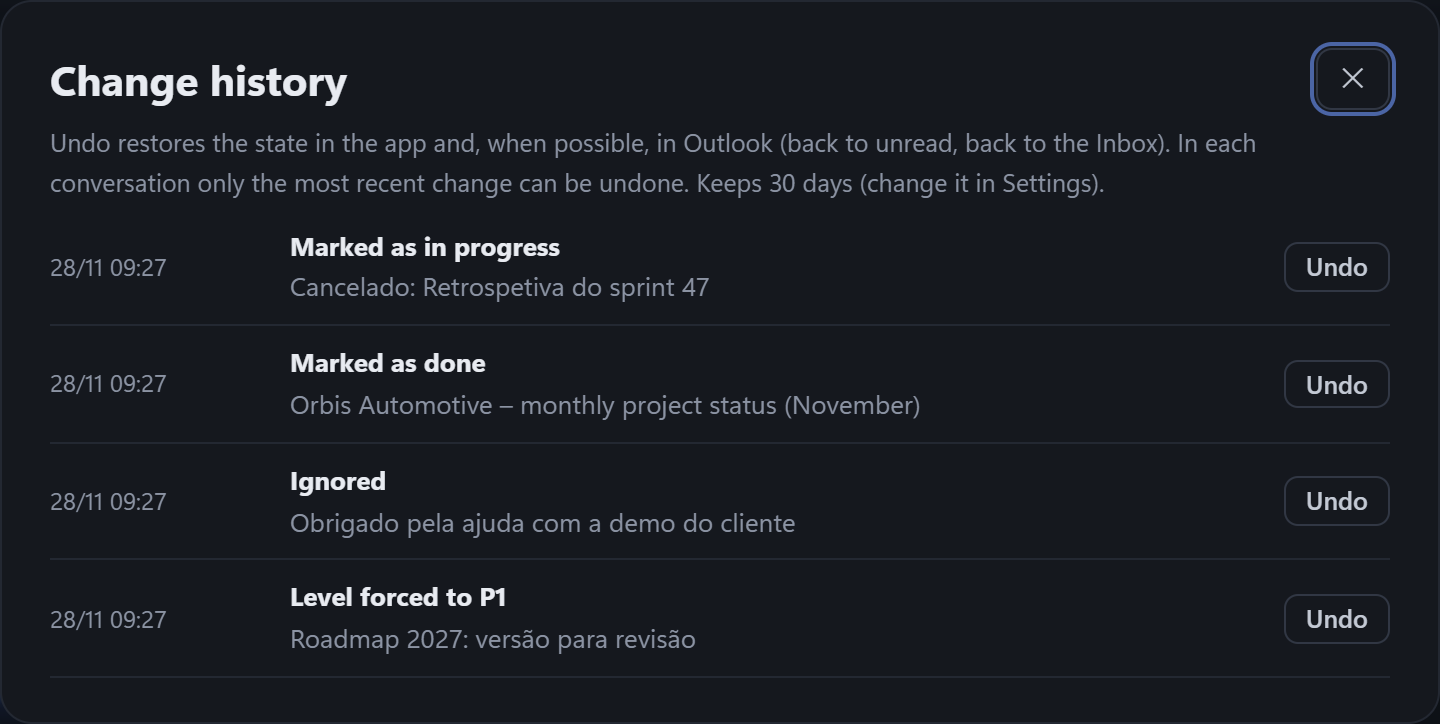 Change history
Undo restores the state in the app and, when possible, in Outlook (back to unread, back to the Inbox). In each
conversation only the most recent change can be undone. Keeps 30 days (change it in Settings).
28/11 09:27
Marked as in progress
Cancelado: Retrospetiva do sprint 47
Undo
28/11 09:27
Marked as done
Orbis Automotive – monthly project status (November)
Undo
28/11 09:27
Ignored
Obrigado pela ajuda com a demo do cliente
Undo
28/11 09:27
Level forced to P1
Roadmap 2027: versão para revisão
Undo